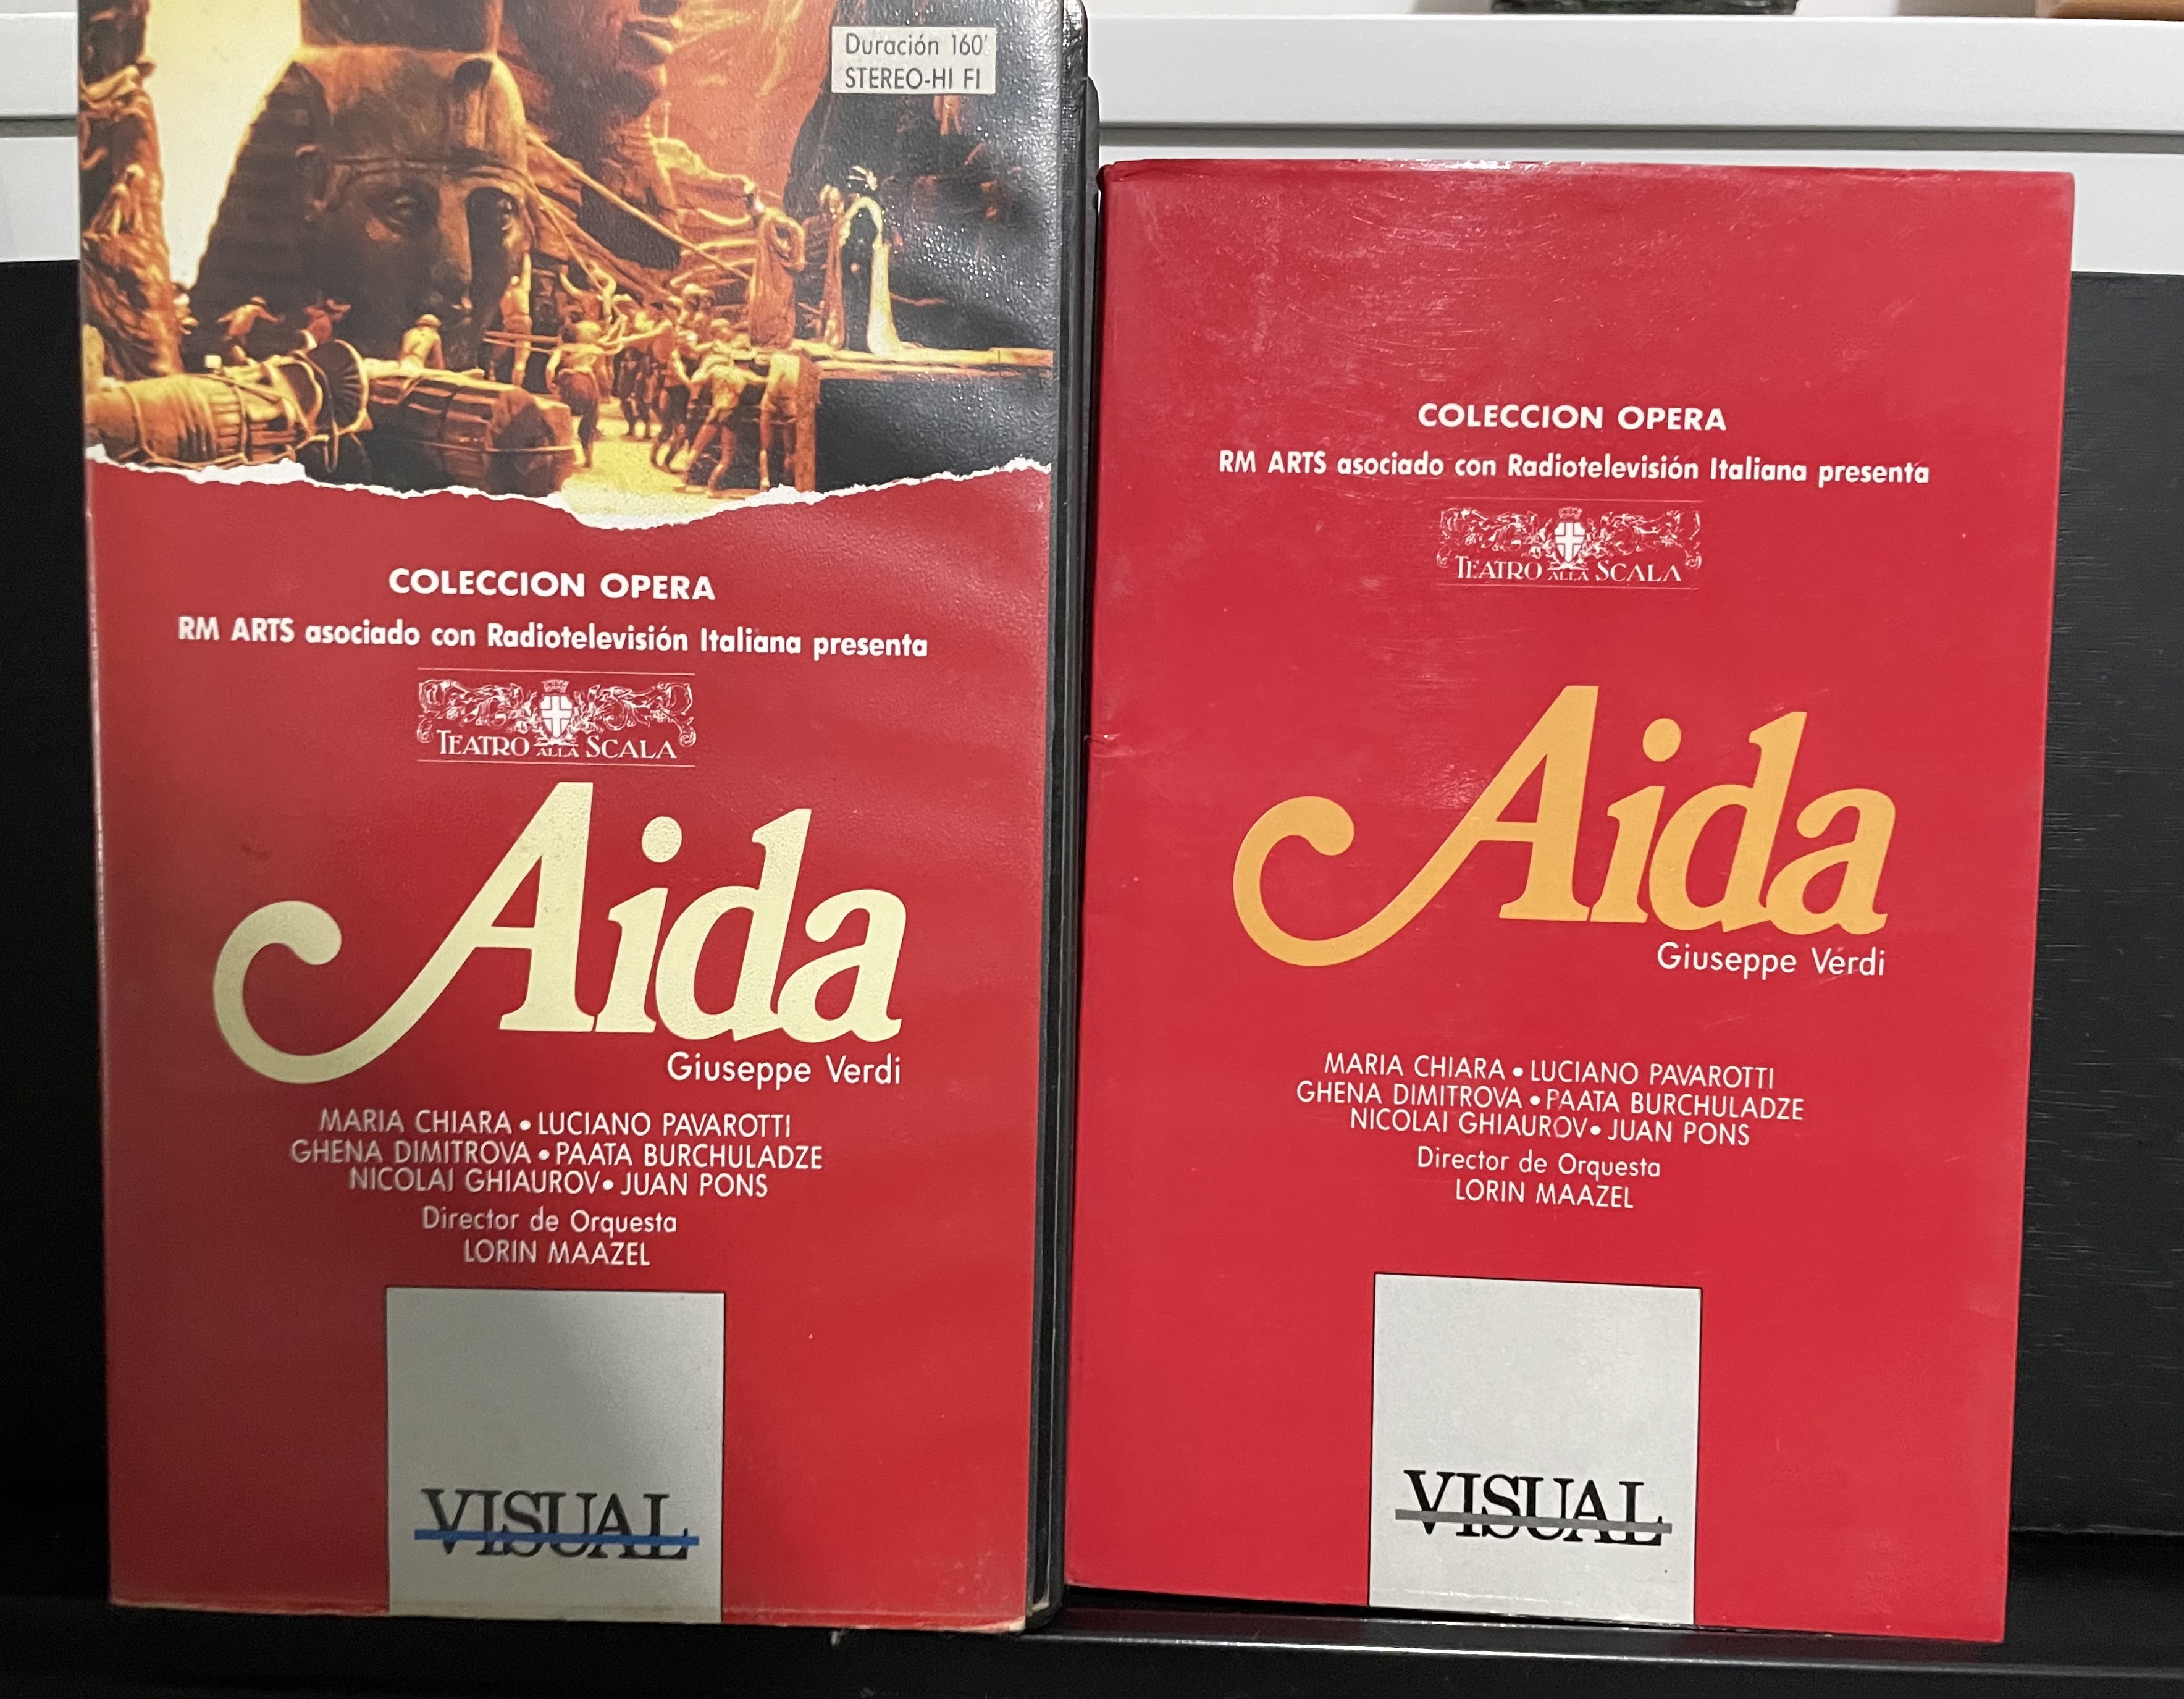 Duración 160'
STEREO-HI FI
COLECCION OPERA
RM ARTS asociado con Radiotelevisión Italiana presenta
TEATRO ALLA SCALA
Aida
Giuseppe Verdi
MARIA CHIARA • LUCIANO PAVAROTTI
GHENA DIMITROVA • PAATA BURCHULADZE
NICOLAI GHIAUROV • JUAN PONS
Director de Orquesta
LORIN MAAZEL
VISUAL
COLECCION OPERA
RM ARTS asociado con Radiotelevisión Italiana presenta
TEATRO ALLA SCALA
Aida
Giuseppe Verdi
MARIA CHIARA • LUCIANO PAVAROTTI
GHENA DIMITROVA • PAATA BURCHULADZE
NICOLAI GHIAUROV • JUAN PONS
Director de Orquesta
LORIN MAAZEL
VISUAL